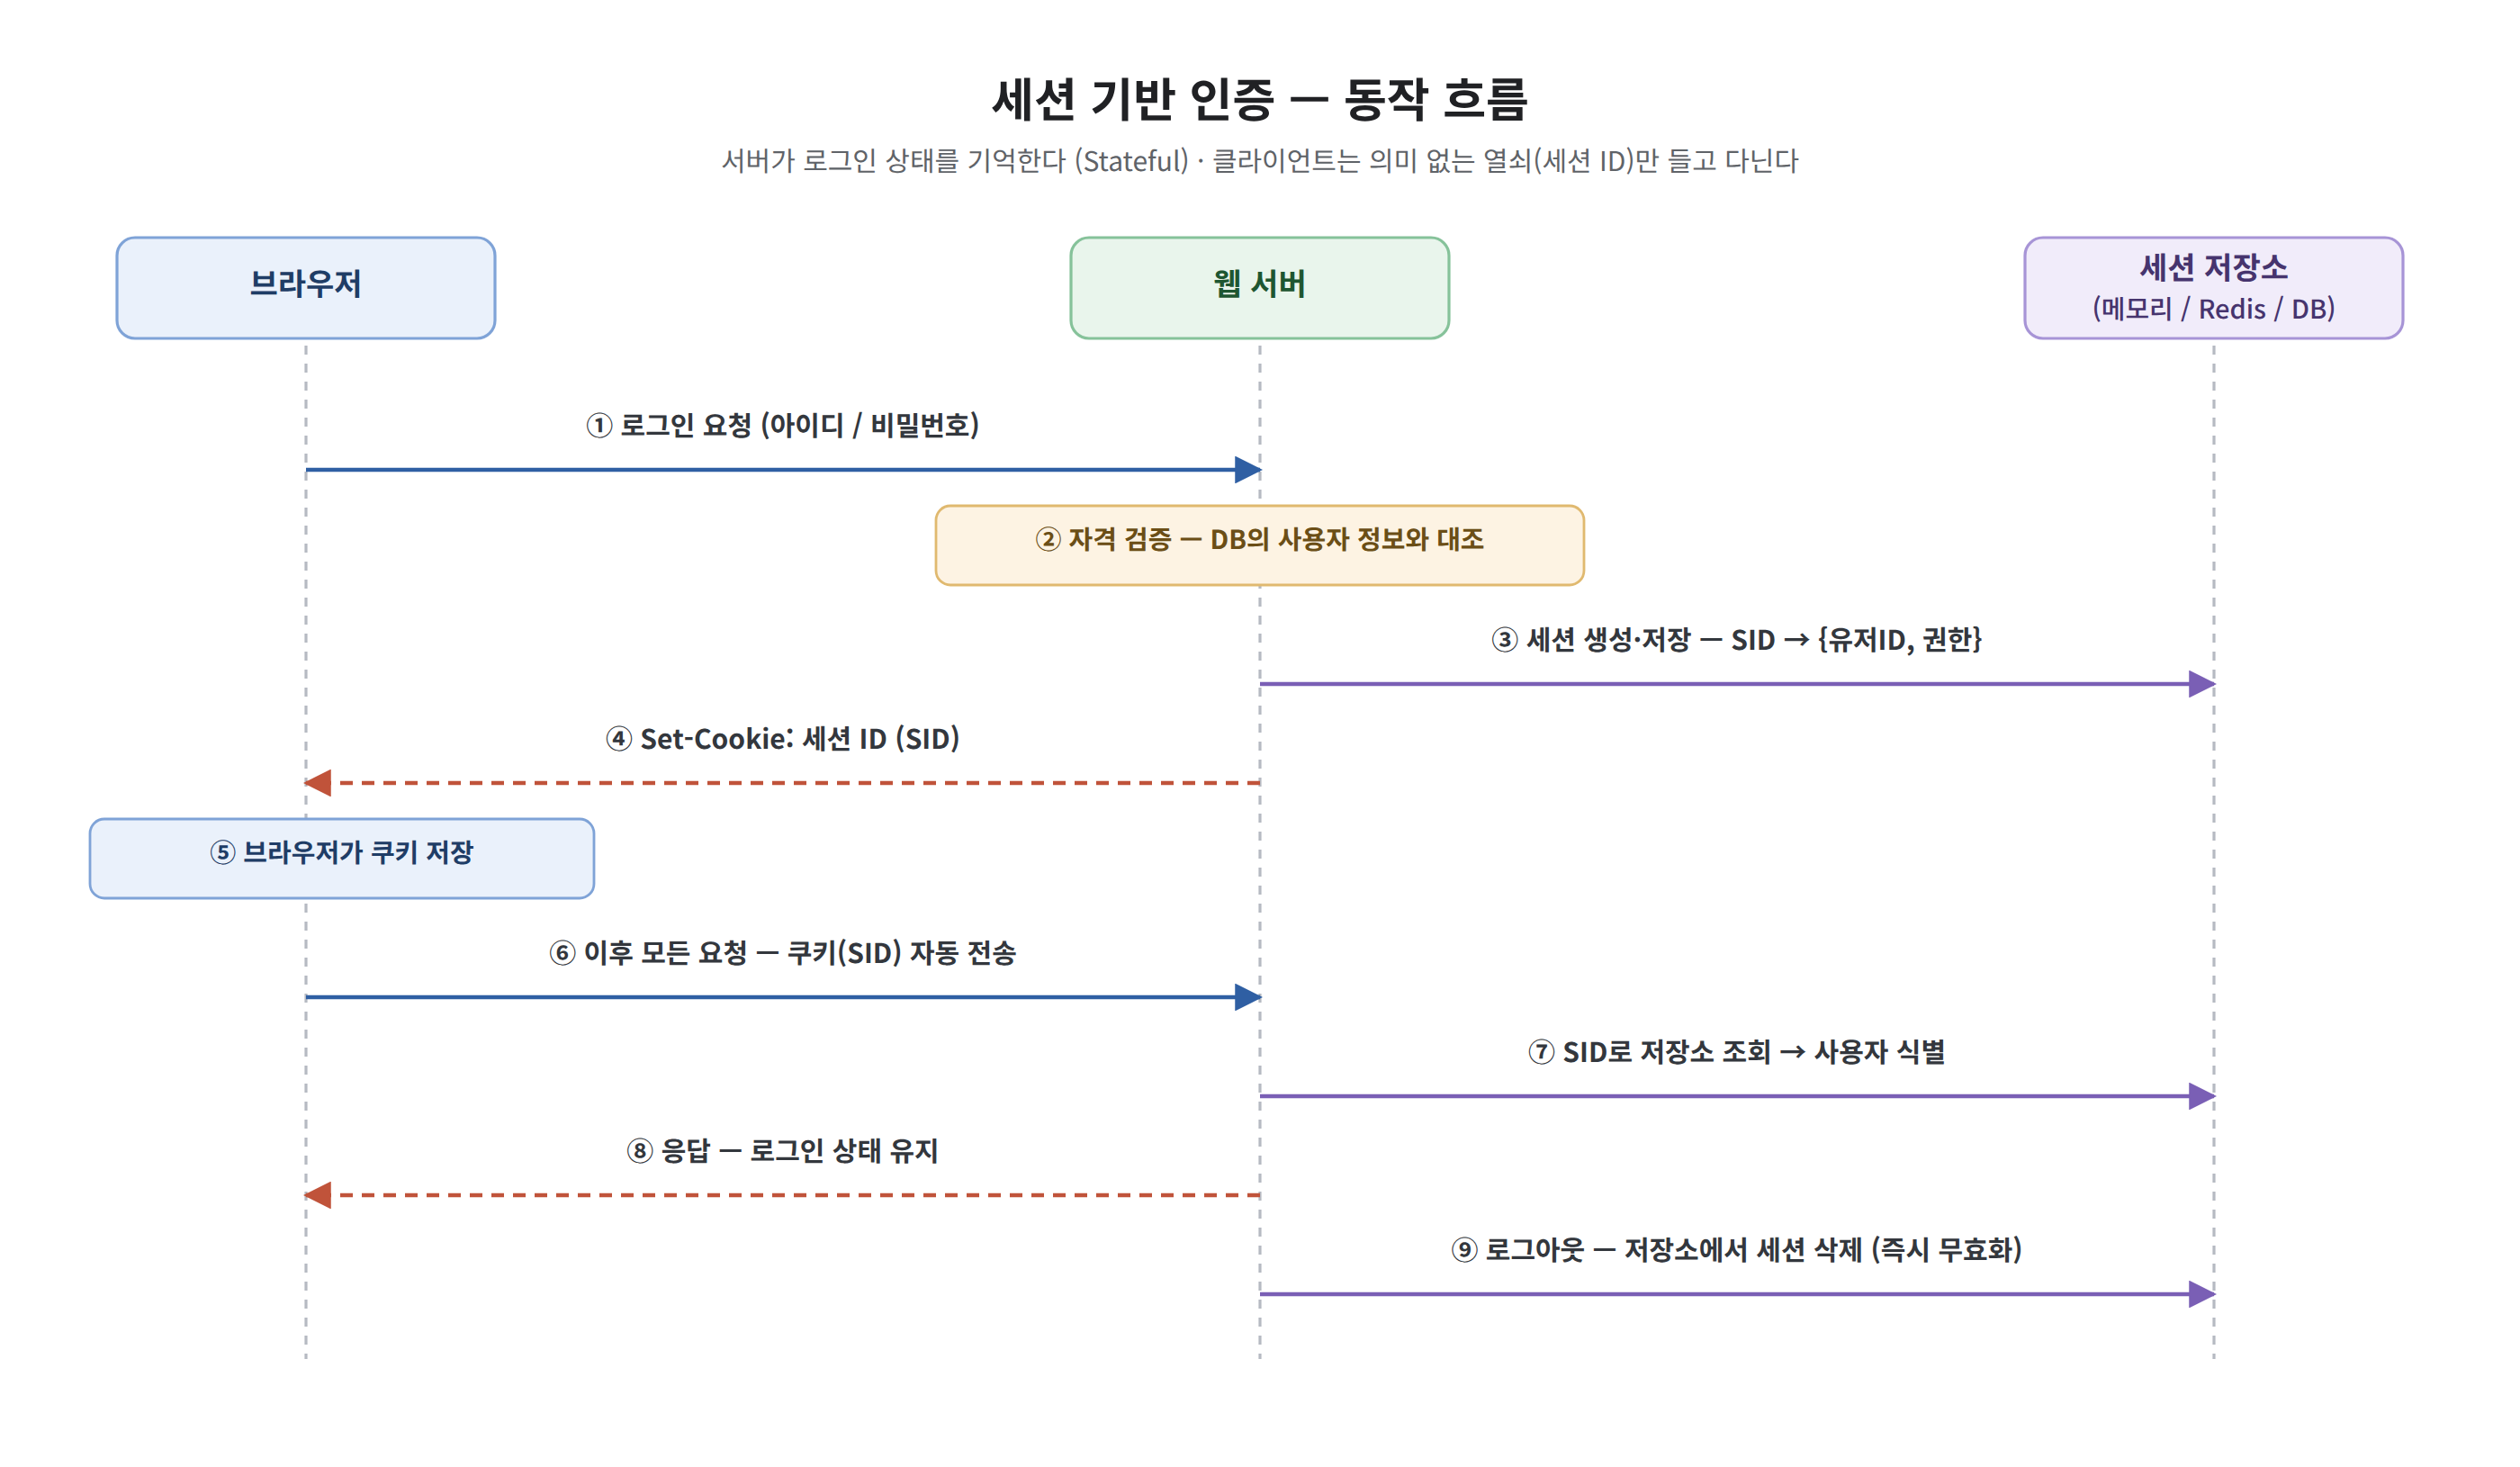 세션 기반 인증 — 동작 흐름
서버가 로그인 상태를 기억한다 (Stateful) · 클라이언트는 의미 없는 열쇠(세션 ID)만 들고 다닌다
브라우저
웹 서버
세션 저장소
(메모리 / Redis / DB)
① 로그인 요청 (아이디 / 비밀번호)
② 자격 검증 — DB의 사용자 정보와 대조
③ 세션 생성·저장 — SID → {유저ID, 권한}
④ Set-Cookie: 세션 ID (SID)
⑤ 브라우저가 쿠키 저장
⑥ 이후 모든 요청 — 쿠키(SID) 자동 전송
⑦ SID로 저장소 조회 → 사용자 식별
⑧ 응답 — 로그인 상태 유지
⑨ 로그아웃 — 저장소에서 세션 삭제 (즉시 무효화)